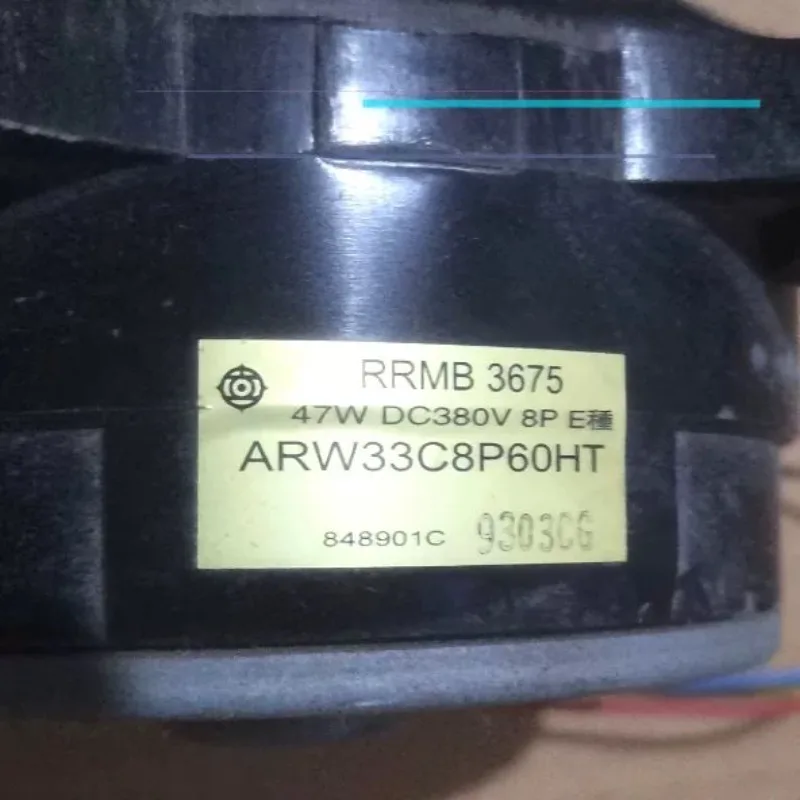 RRMB 3675
47W DC380V 8P E種
ARW33C8P60HT
848901C 9303CG